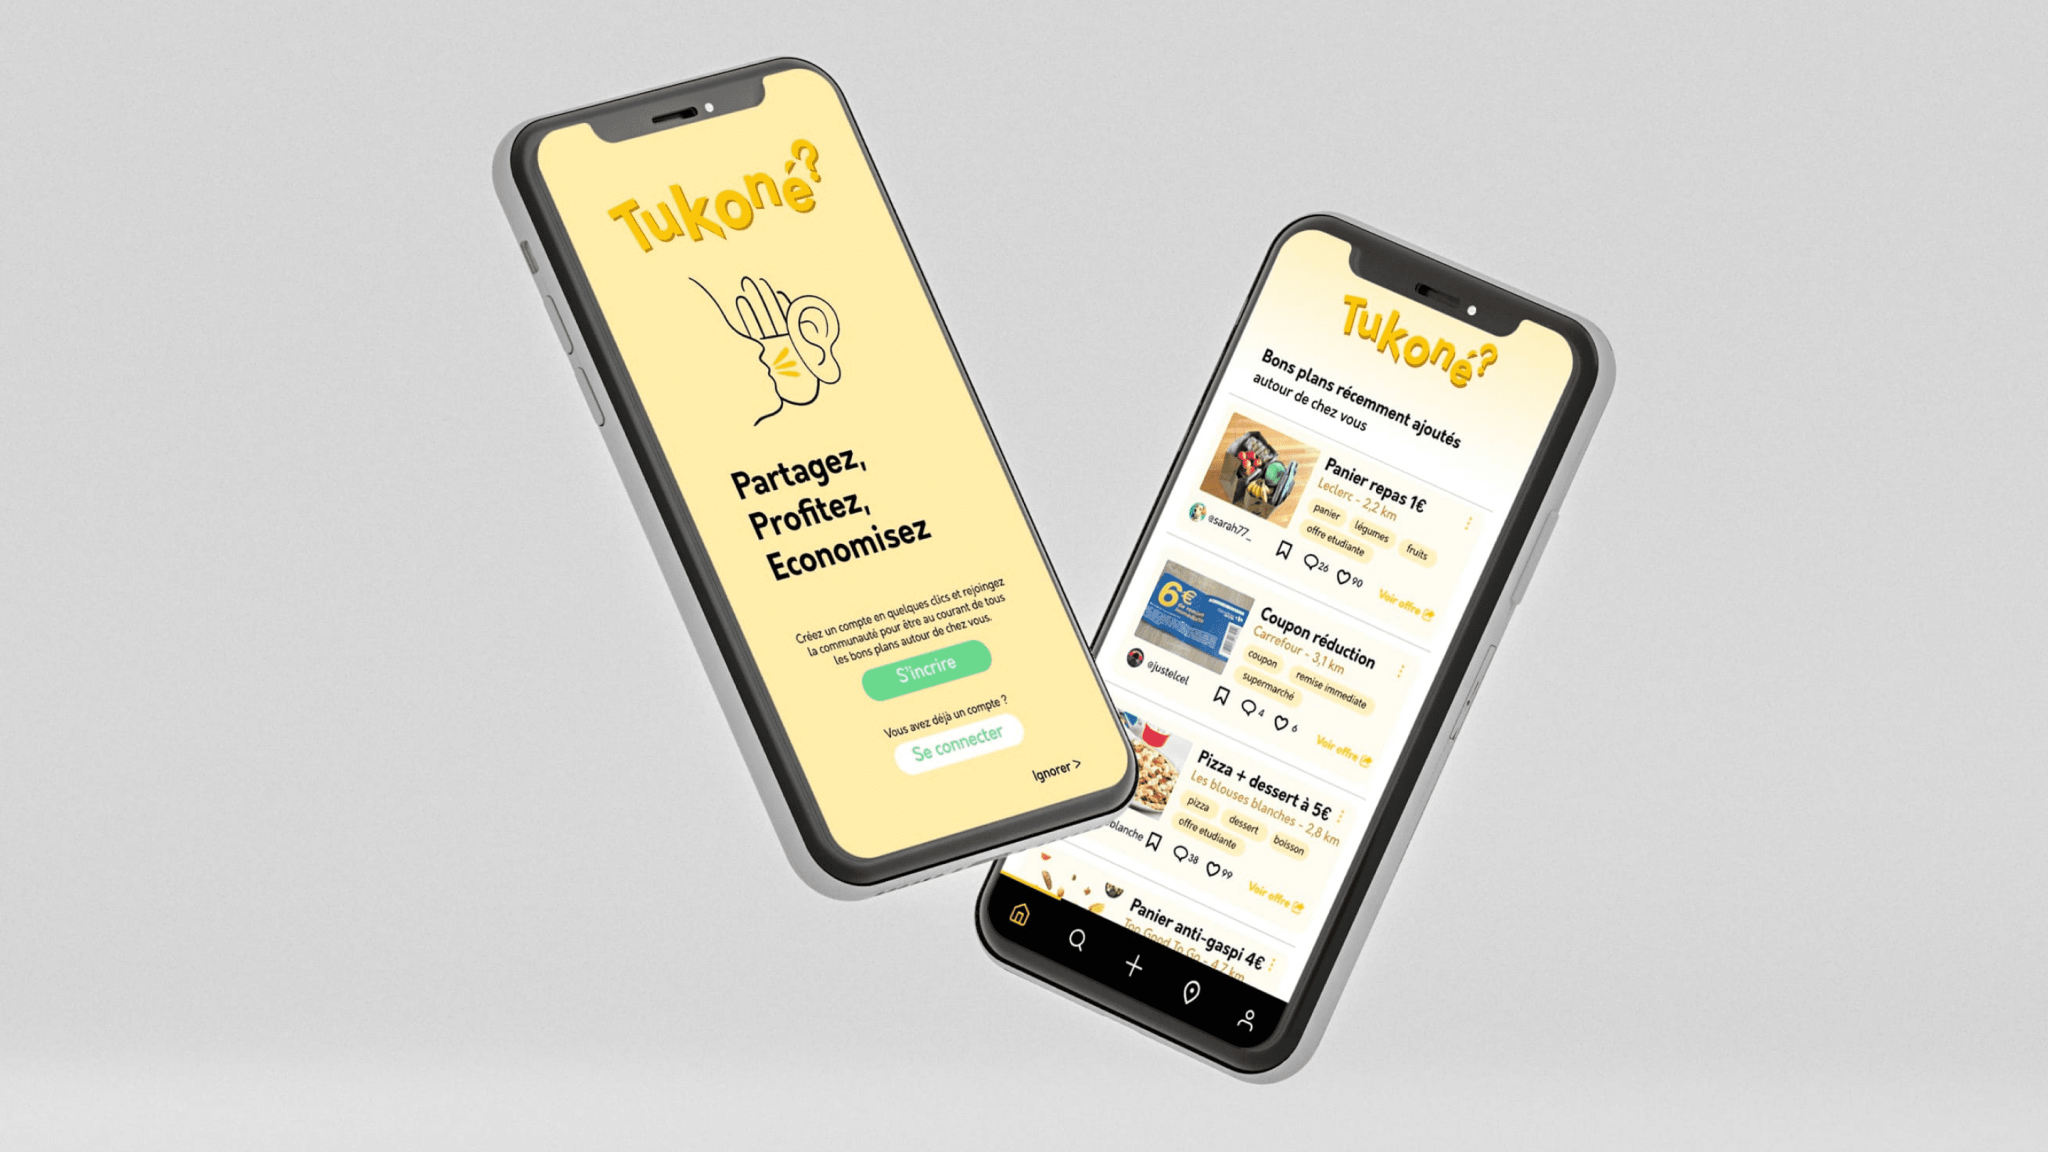 Tukoné?
Partagez,
Profitez,
Economisez
Créez un compte en quelques clics et rejoingez
la communauté pour être au courant de tous
les bons plans autour de chez vous.
S'incrire
Vous avez déjà un compte ?
Se connecter
Ignorer >
Tukoné?
Bons plans récemment ajoutés
autour de chez vous
Panier repas 1€
Leclerc - 2,2 km
panier légumes fruits
offre etudiante
@sarah77_
26 90
Voir offre
6€
de remise
immédiate
Coupon réduction
Carrefour - 3,1 km
coupon remise immediate
supermarché
@justelcel
4 6
Voir offre
Pizza + dessert à 5€
Les blouses blanches - 2,8 km
pizza dessert boisson
offre etudiante
blanche
38 99
Voir offre
Panier anti-gaspi 4€
Too Good To Go - 4,7 km